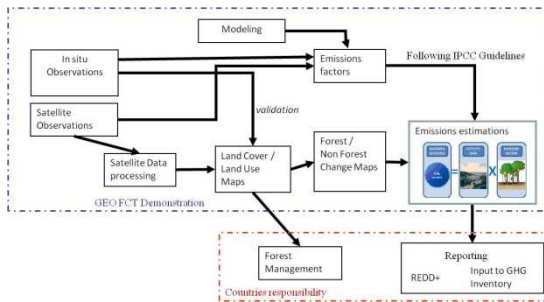 Modeling
In situ
Observations
Emissions
factors
Following IPCC Guidelines
validation
Satellite
Observations
Satellite Data
processing
Land Cover /
Land Use
Maps
Forest /
Non Forest
Change Maps
Emissions estimations
=
X
GEO FCT Demonstration
Forest
Management
Reporting
REDD+
Input to GHG
Inventory
Countries responsibility